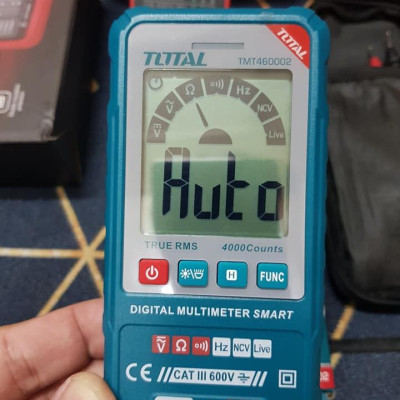 TOTAL
TMT460002
TOTAL
Ω
Hz
V
NCV
V
Live
Auto
TRUE RMS
4000Counts
H
FUNC
DIGITAL MULTIMETER SMART
V Ω Hz NCV Live
CE CAT III 600V